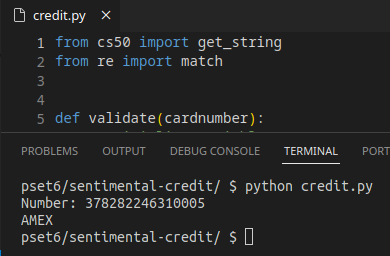 credit.py
1 from cs50 import get_string
2 from re import match
3
4
5 def validate(cardnumber):
PROBLEMS OUTPUT DEBUG CONSOLE TERMINAL PORT
pset6/sentimental-credit/ $ python credit.py
Number: 378282246310005
AMEX
pset6/sentimental-credit/ $